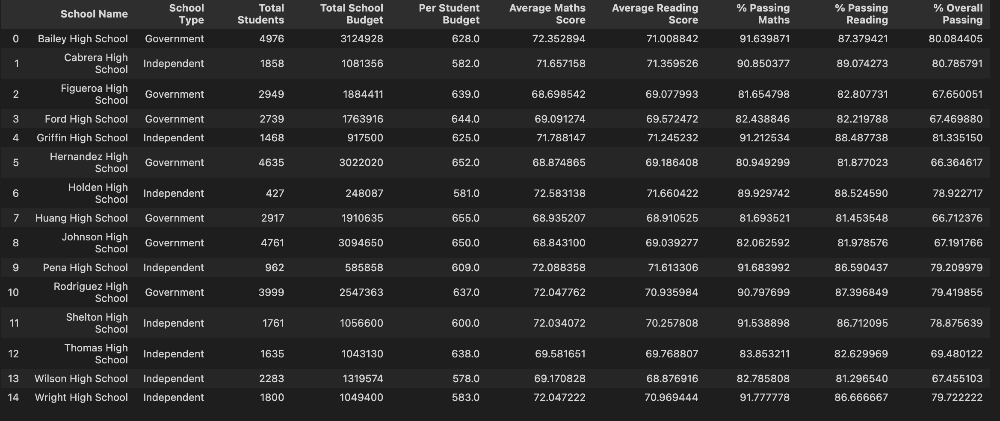 School Name School Type Total Students Total School Budget Per Student Budget Average Maths Score Average Reading Score % Passing Maths % Passing Reading % Overall Passing
0 Bailey High School Government 4976 3124928 628.0 72.352894 71.008842 91.639871 87.379421 80.084405
1 Cabrera High School Independent 1858 1081356 582.0 71.657158 71.359526 90.850377 89.074273 80.785791
2 Figueroa High School Government 2949 1884411 639.0 68.698542 69.077993 81.654798 82.807731 67.650051
3 Ford High School Government 2739 1763916 644.0 69.091274 69.572472 82.438846 82.219788 67.469880
4 Griffin High School Independent 1468 917500 625.0 71.788147 71.245232 91.212534 88.487738 81.335150
5 Hernandez High School Government 4635 3022020 652.0 68.874865 69.186408 80.949299 81.877023 66.364617
6 Holden High School Independent 427 248087 581.0 72.583138 71.660422 89.929742 88.524590 78.922717
7 Huang High School Government 2917 1910635 655.0 68.935207 68.910525 81.693521 81.453548 66.712376
8 Johnson High School Government 4761 3094650 650.0 68.843100 69.039277 82.062592 81.978576 67.191766
9 Pena High School Independent 962 585858 609.0 72.088358 71.613306 91.683992 86.590437 79.209979
10 Rodriguez High School Government 3999 2547363 637.0 72.047762 70.935984 90.797699 87.396849 79.419855
11 Shelton High School Independent 1761 1056600 600.0 72.034072 70.257808 91.538898 86.712095 78.875639
12 Thomas High School Independent 1635 1043130 638.0 69.581651 69.768807 83.853211 82.629969 69.480122
13 Wilson High School Independent 2283 1319574 578.0 69.170828 68.876916 82.785808 81.296540 67.455103
14 Wright High School Independent 1800 1049400 583.0 72.047222 70.969444 91.777778 86.666667 79.722222